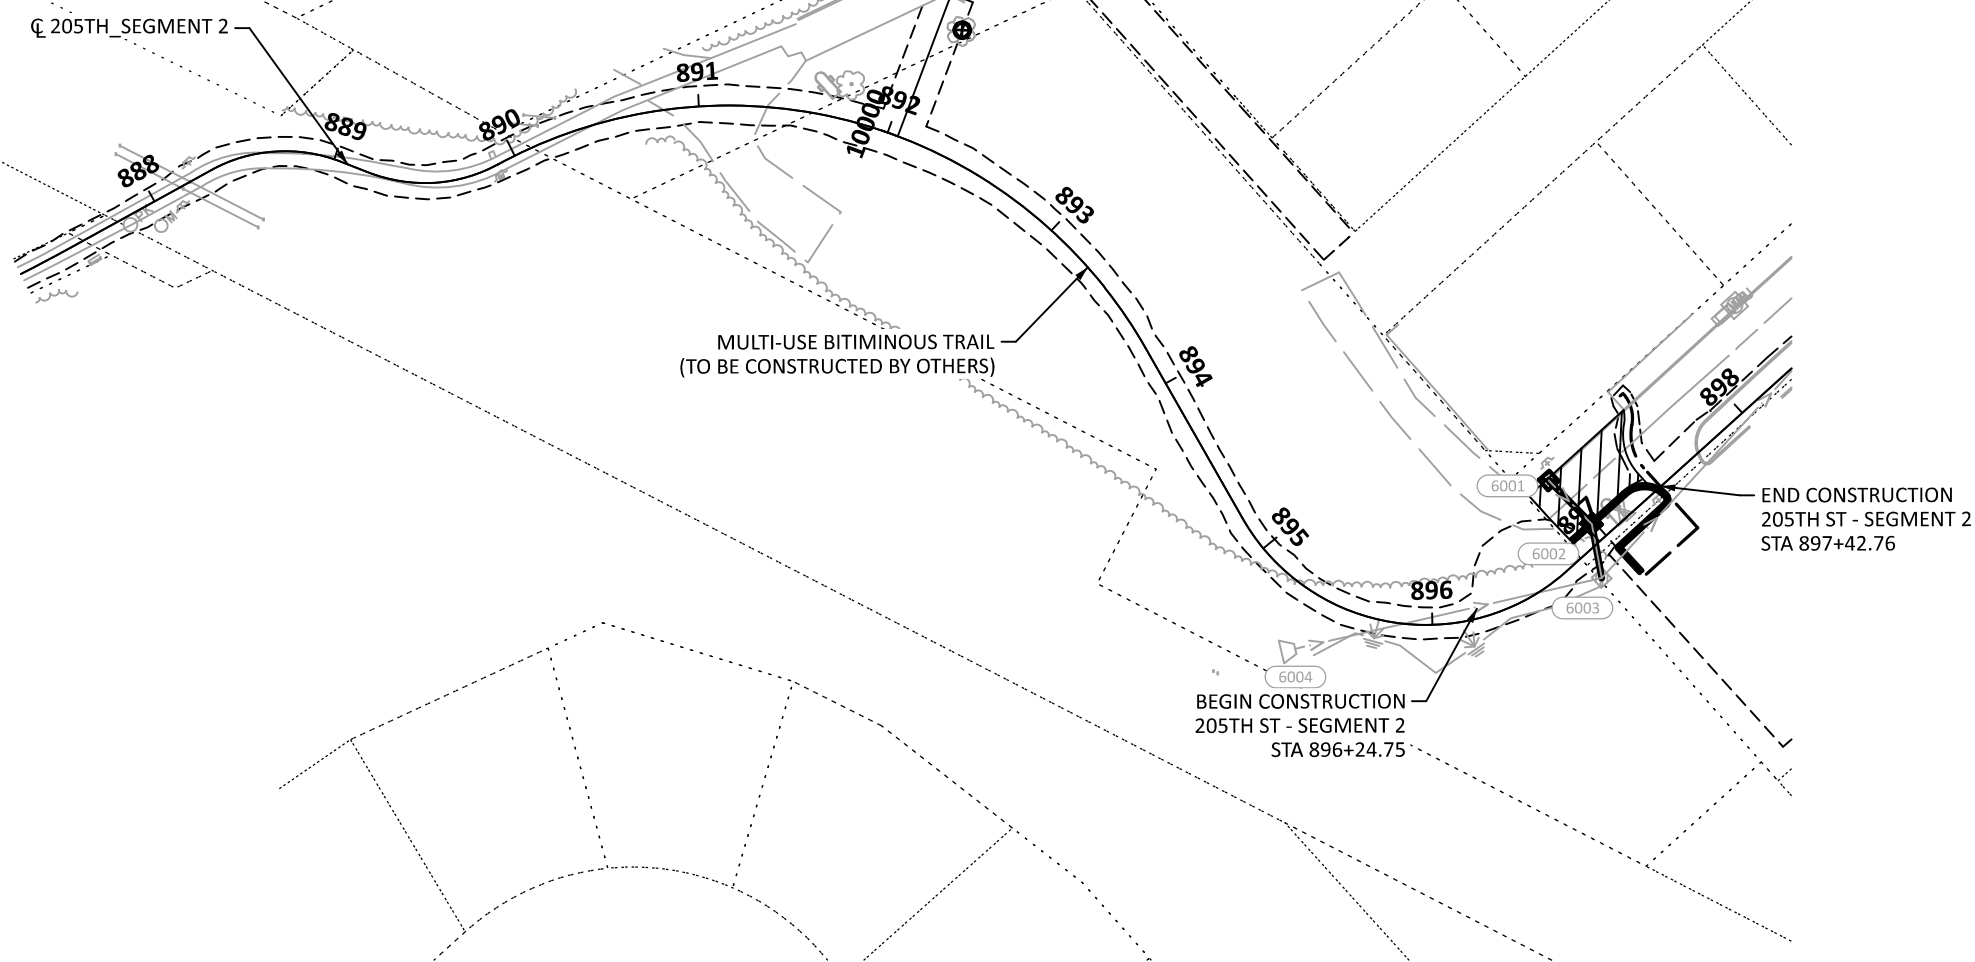 ℄ 205TH_SEGMENT 2
888
889
890
891
892
10000
893
894
895
896
898
MULTI-USE BITIMINOUS TRAIL
(TO BE CONSTRUCTED BY OTHERS)
6001
6002
6003
6004
END CONSTRUCTION
205TH ST - SEGMENT 2
STA 897+42.76
BEGIN CONSTRUCTION
205TH ST - SEGMENT 2
STA 896+24.75